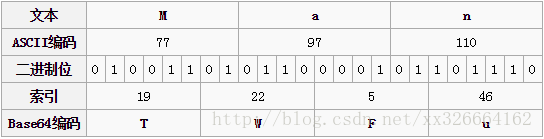 文本 M a n
ASCII编码 77 97 110
二进制位 0 1 0 0 1 1 0 1 0 1 1 0 0 0 0 1 0 1 1 0 1 1 1 0
索引 19 22 5 46
Base64编码 T W F u
http://blog.csdn.net/xx326664162